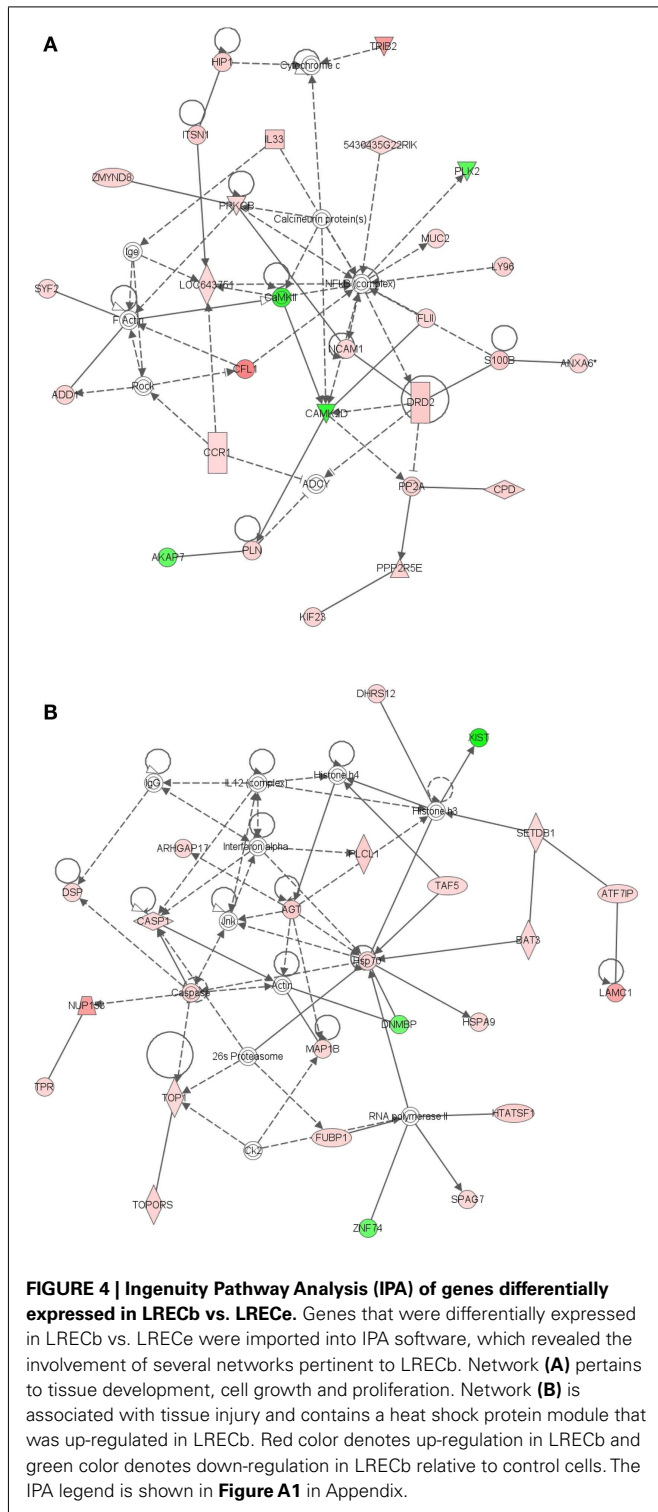 A
TRIB2
HIP1
Cytochrome c
ITSN1
IL33
5430435G22RIK
PLK2
ZMYND8
PRKCB
Calcineurin protein(s)
MUC2
Ige
LY96
LOC643751
NFkB (complex)
SYF2
CaMKII
F Actin
FLII
NCAM1
S100B
ANXA6*
CFL1
Rock
ADD1
DRD2
CAMK2D
CCR1
ADCY
PP2A
CPD
AKAP7
PLN
PPP2R5E
KIF23
B
DHRS12
XIST
IgG
IL12 (complex)
Histone h4
Histone h3
ARHGAP17
Interferon alpha
PLCL1
SETDB1
DSP
TAF5
ATF7IP
CASP1
Jnk
AGT
BAT3
Hsp70
Caspase
Actin
LAMC1
NUP153
DNMBP
HSPA9
26s Proteasome
MAP1B
TPR
TOP1
RNA polymerase II
HTATSF1
FUBP1
Ck2
TOPORS
SPAG7
ZNF74
FIGURE 4 | Ingenuity Pathway Analysis (IPA) of genes differentially
expressed in LRECb vs. LRECe. Genes that were differentially expressed
in LRECb vs. LRECe were imported into IPA software, which revealed the
involvement of several networks pertinent to LRECb. Network (A) pertains
to tissue development, cell growth and proliferation. Network (B) is
associated with tissue injury and contains a heat shock protein module that
was up-regulated in LRECb. Red color denotes up-regulation in LRECb and
green color denotes down-regulation in LRECb relative to control cells. The
IPA legend is shown in Figure A1 in Appendix.